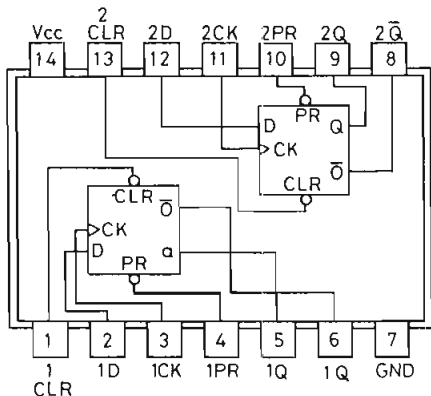 2
Vcc CLR 2D 2CK 2PR 2Q 2Q̅
14 13 12 11 10 9 8
PR
D Q
CK
O̅
CLR
CLR O̅
CK
D a
PR
1 2 3 4 5 6 7
1 1D 1CK 1PR 1Q 1Q GND
CLR